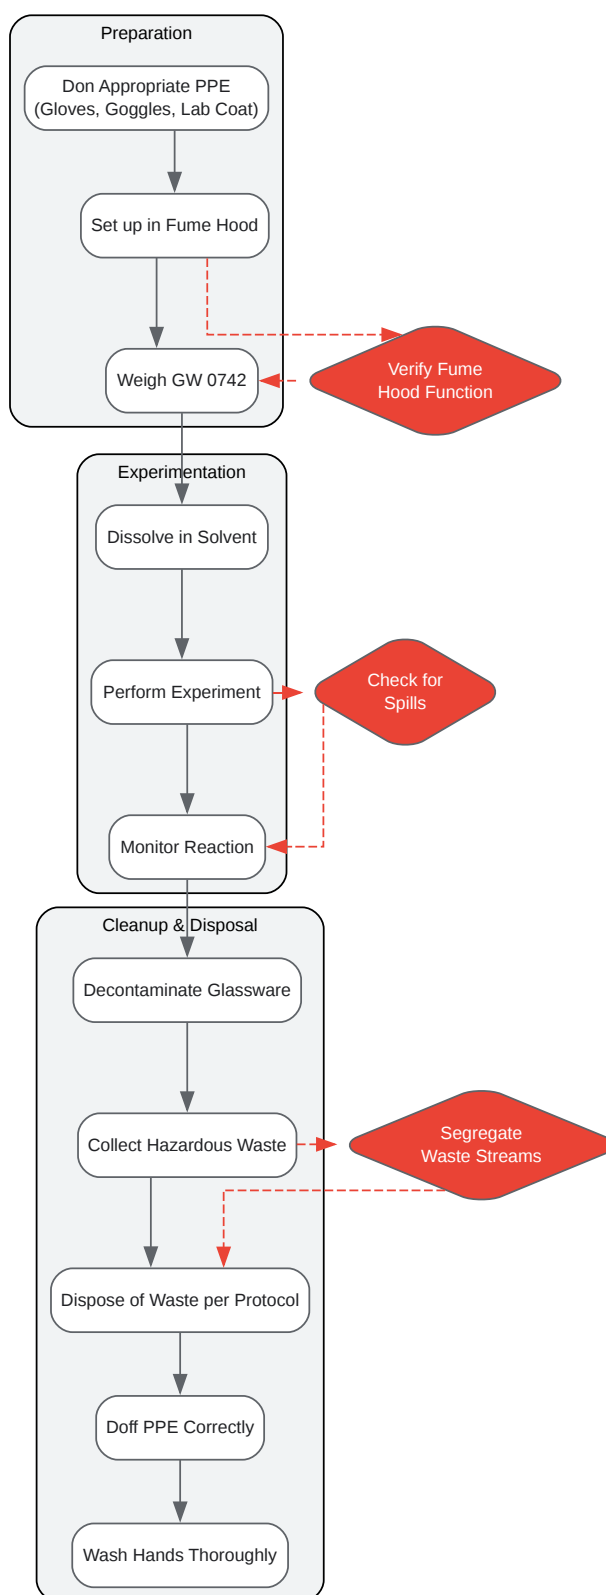 Preparation
Don Appropriate PPE
(Gloves, Goggles, Lab Coat)
Set up in Fume Hood
Weigh GW 0742
Verify Fume
Hood Function
Experimentation
Dissolve in Solvent
Perform Experiment
Check for
Spills
Monitor Reaction
Cleanup & Disposal
Decontaminate Glassware
Collect Hazardous Waste
Segregate
Waste Streams
Dispose of Waste per Protocol
Doff PPE Correctly
Wash Hands Thoroughly